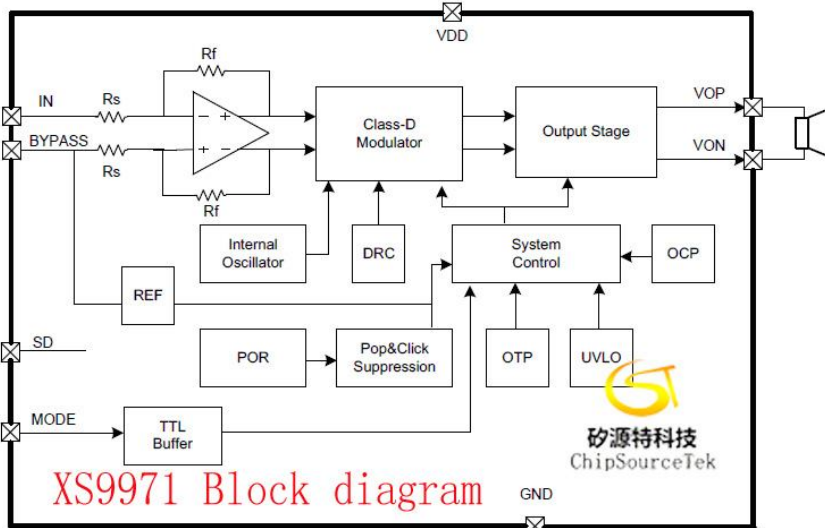 VDD
Rf
IN
Rs
VOP
Class-D
Modulator
Output Stage
- +
BYPASS
+ -
VON
Rs
Rf
Internal
Oscillator
DRC
System
Control
OCP
REF
SD
POR
Pop&Click
Suppression
OTP
UVLO
MODE
TTL
Buffer
矽源特科技
ChipSourceTek
XS9971 Block diagram
GND